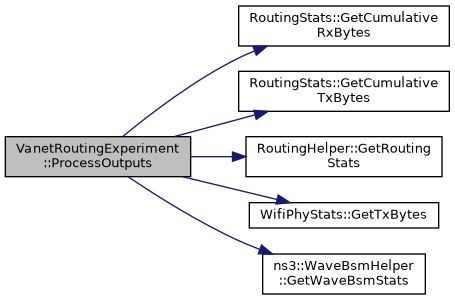 VanetRoutingExperiment
::ProcessOutputs
RoutingStats::GetCumulative
RxBytes
RoutingStats::GetCumulative
TxBytes
RoutingHelper::GetRouting
Stats
WifiPhyStats::GetTxBytes
ns3::WaveBsmHelper
::GetWaveBsmStats